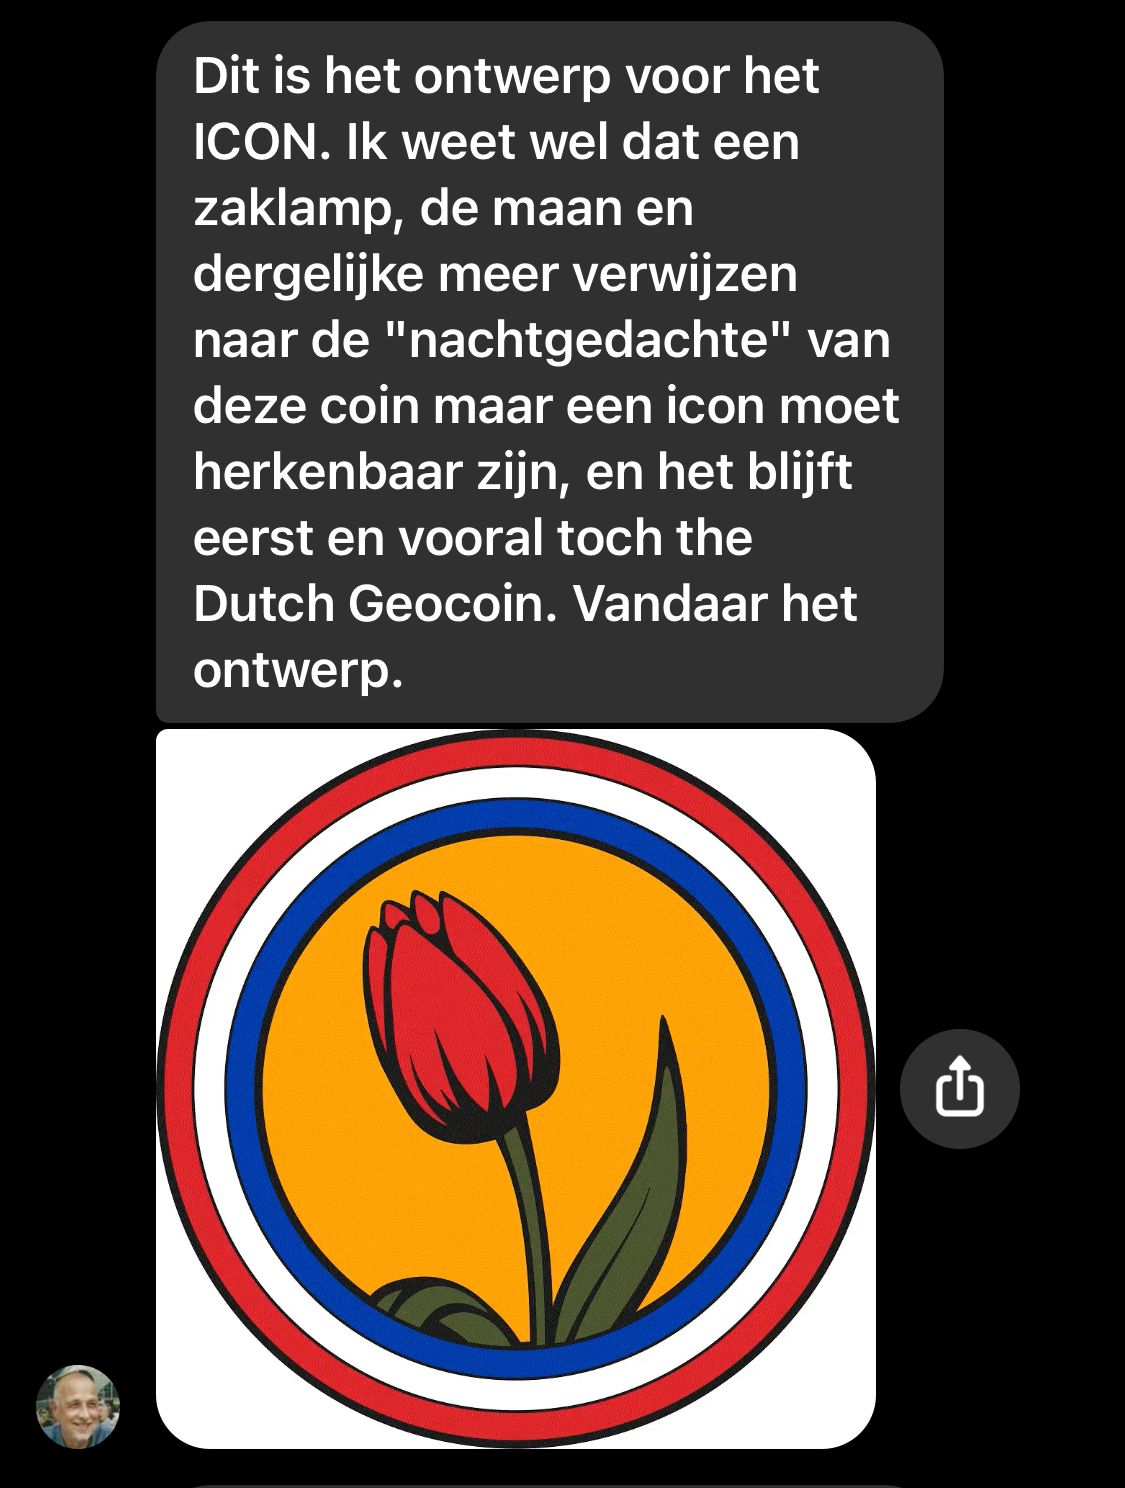 Dit is het ontwerp voor het
ICON. Ik weet wel dat een
zaklamp, de maan en
dergelijke meer verwijzen
naar de "nachtgedachte" van
deze coin maar een icon moet
herkenbaar zijn, en het blijft
eerst en vooral toch the
Dutch Geocoin. Vandaar het
ontwerp.